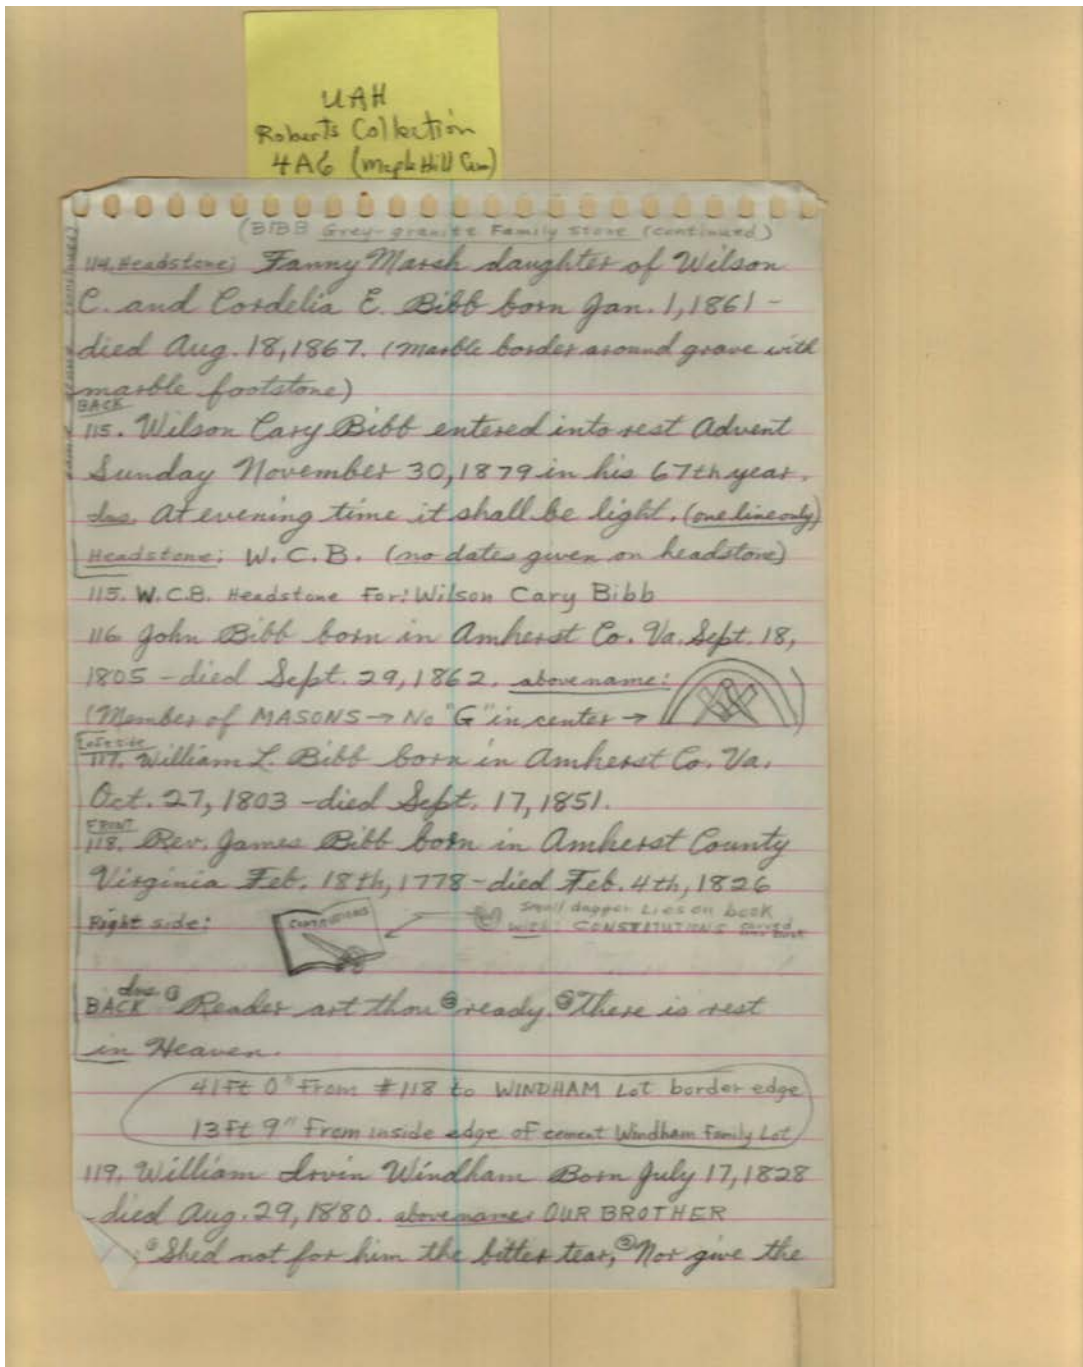 UAH
Roberts Collection
4A6 (Maple Hill Cem)
(BIBB Grey-granite Family Stone (continued)
114. Headstone: Fanny Marsh daughter of Wilson
C. and Cordelia E. Bibb born Jan. 1, 1861 -
died Aug. 18, 1867. (Marble border around grave with
marble footstone)
BACK
115. Wilson Cary Bibb entered into rest Advent
Sunday November 30, 1879 in his 67th year.
dns. At evening time it shall be light. (one line only)
Headstone: W. C. B. (no dates given on headstone)
115. W.C.B. Headstone For: Wilson Cary Bibb
116. John Bibb born in Amherst Co. Va. Sept. 18,
1805 - died Sept. 29, 1862. above name:
(Member of MASONS → No "G" in center →
Left side
117. William L. Bibb born in Amherst Co. Va.
Oct. 27, 1803 - died Sept. 17, 1851.
FRONT
118. Rev. James Bibb born in Amherst County
Virginia Feb. 18th, 1778 - died Feb. 4th, 1826
Right side: CONSTITUTIONS small dagger Lies on book
with CONSTITUTIONS carved
BACK dns. ① Reader art thou ② ready. ③ There is rest
in Heaven.
41 ft 0" From #118 to WINDHAM Lot border edge
13 ft 9" From inside edge of cement Windham Family Lot
119. William Irvin Windham Born July 17, 1828
- died Aug. 29, 1880. above name: OUR BROTHER
① Shed not for him the bitter tear, ② Nor give the